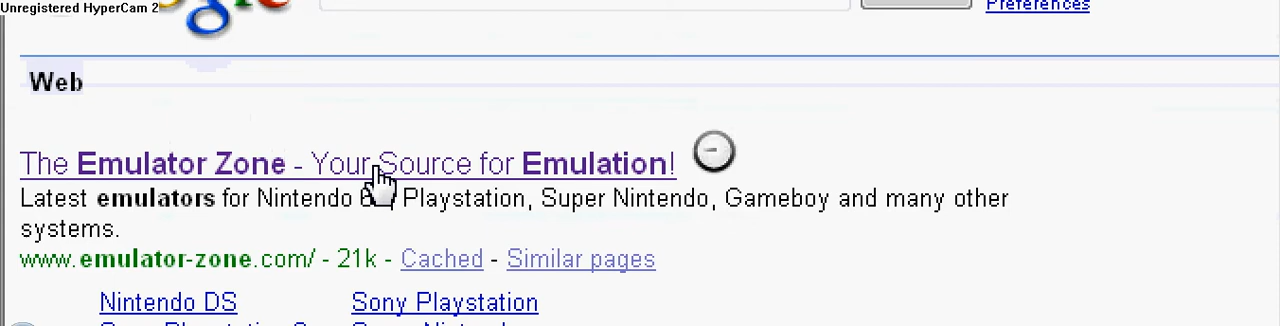 Unregistered HyperCam 2
Preferences
Web
The Emulator Zone - Your Source for Emulation!
Latest emulators for Nintendo 6 Playstation, Super Nintendo, Gameboy and many other
systems.
www.emulator-zone.com/ - 21k - Cached - Similar pages
Nintendo DS Sony Playstation